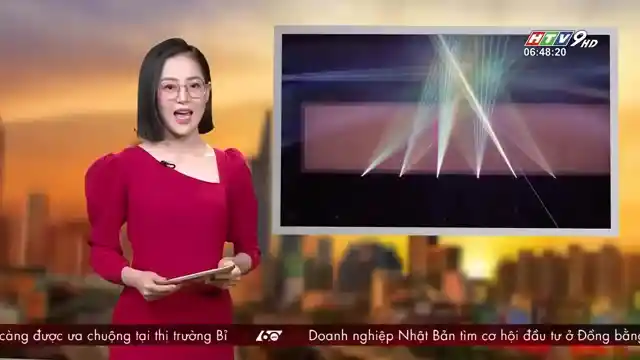 HTV9 HD
06:48:20
càng được ưa chuộng tại thị trường Bỉ
60
Doanh nghiệp Nhật Bản tìm cơ hội đầu tư ở Đồng bằng